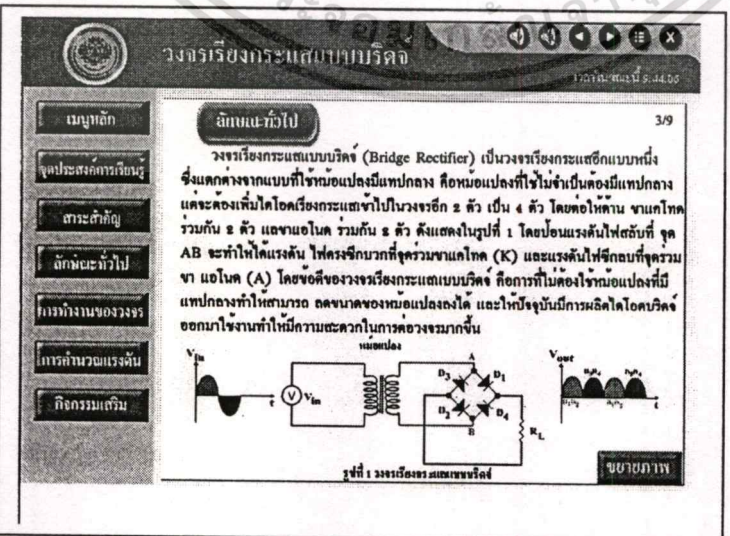 วงจรเรียงกระแสแบบบริดจ์
เมนูหลัก
จุดประสงค์การเรียนรู้
สาระสำคัญ
ลักษณะทั่วไป
การทำงานของวงจร
การคำนวณแรงดัน
กิจกรรมเสริม
ลักษณะทั่วไป
3/9
วงจรเรียงกระแสแบบบริดจ์ (Bridge Rectifier) เป็นวงจรเรียงกระแสอีกแบบหนึ่ง
ซึ่งแตกต่างจากแบบที่ใช้หม้อแปลงมีแทปกลาง คือหม้อแปลงที่ใช้ไม่จำเป็นต้องมีแทปกลาง
แต่จะต้องเพิ่มไดโอดเรียงกระแสเข้าไปในวงจรอีก 2 ตัว เป็น 4 ตัว โดยต่อให้ด้าน ขาแคโทด
ร่วมกัน 2 ตัว และขาแอโนด ร่วมกัน 2 ตัว ดังแสดงในรูปที่ 1 โดยป้อนแรงดันไฟสลับที่ จุด
AB จะทำให้ได้แรงดัน ไฟตรงซีกบวกที่จุดร่วมขาแคโทด (K) และแรงดันไฟซีกลบที่จุดร่วม
ขา แอโนด (A) โดยข้อดีของวงจรเรียงกระแสแบบบริดจ์ คือการที่ไม่ต้องใช้หม้อแปลงที่มี
แทปกลางทำให้สามารถ ลดขนาดของหม้อแปลงลงได้ และในปัจจุบันมีการผลิตไดโอดบริดจ์
ออกมาใช้งานทำให้มีความสะดวกในการต่อวงจรมากขึ้น
หม้อแปลง
Vin
t
V
Vin
A
D3
D1
D2
D4
B
RL
Vout
t
รูปที่ 1 วงจรเรียงกระแสแบบบริดจ์
ขยายภาพ